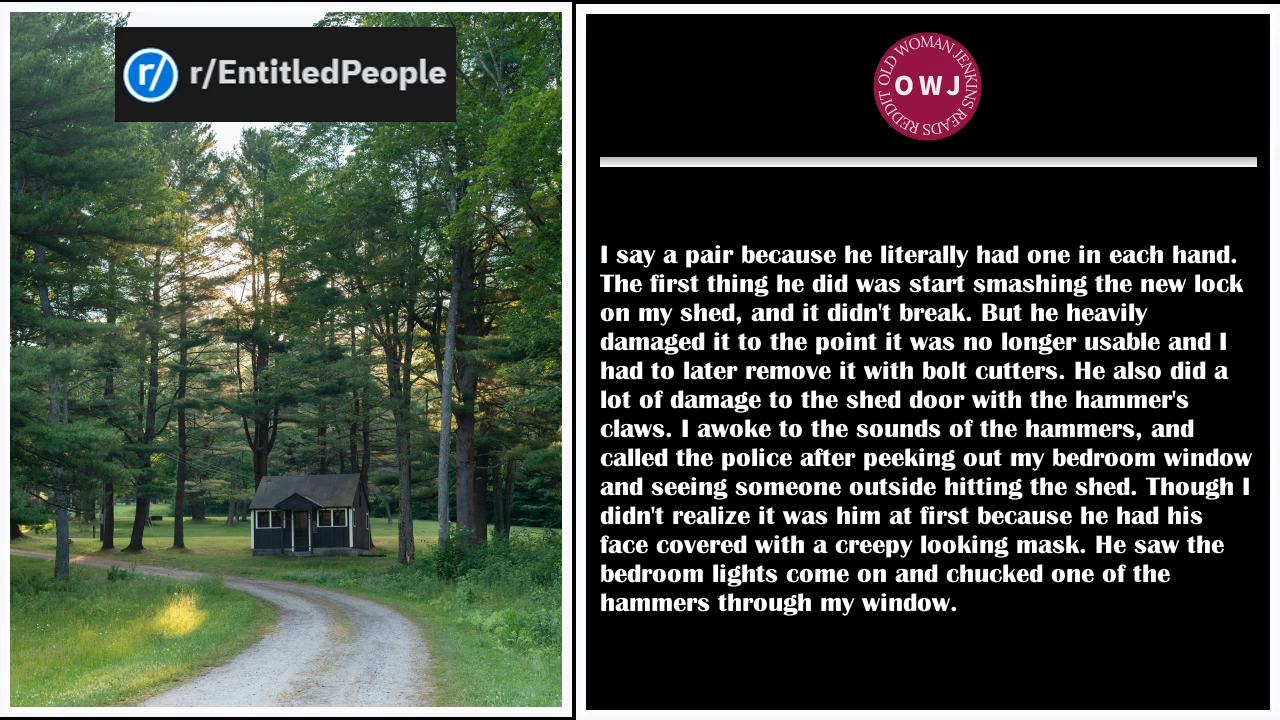 r/ r/EntitledPeople
OLD WOMAN JENKINS READS REDDIT
OWJ
I say a pair because he literally had one in each hand.
The first thing he did was start smashing the new lock
on my shed, and it didn't break. But he heavily
damaged it to the point it was no longer usable and I
had to later remove it with bolt cutters. He also did a
lot of damage to the shed door with the hammer's
claws. I awoke to the sounds of the hammers, and
called the police after peeking out my bedroom window
and seeing someone outside hitting the shed. Though I
didn't realize it was him at first because he had his
face covered with a creepy looking mask. He saw the
bedroom lights come on and chucked one of the
hammers through my window.